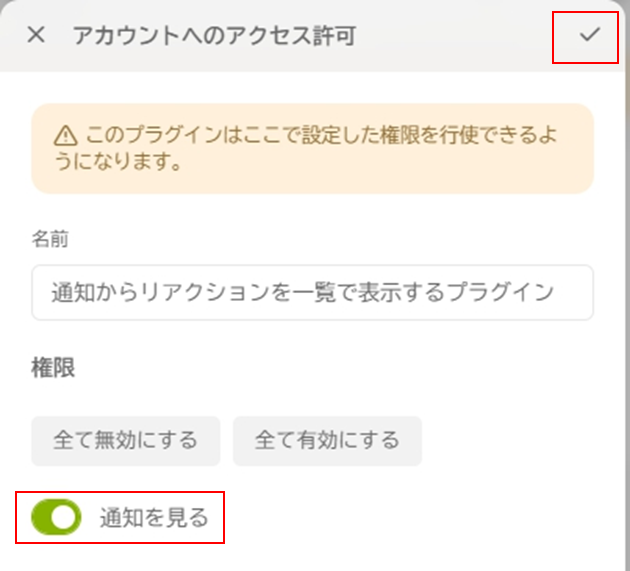 アカウントへのアクセス許可
このプラグインはここで設定した権限を行使できるよ
うになります。
名前
通知からリアクションを一覧で表示するプラグイン
権限
全て無効にする 全て有効にする
通知を見る